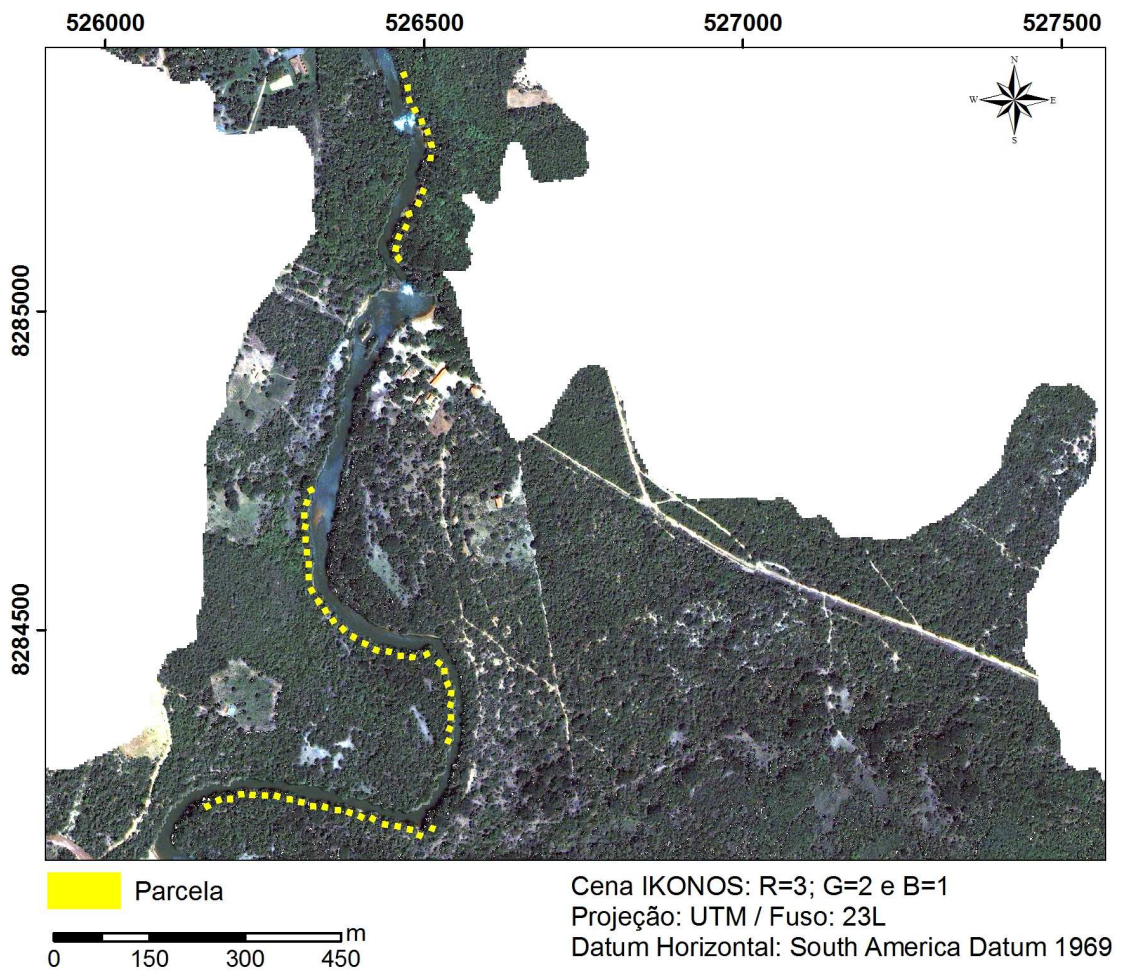 526000 526500 527000 527500
N
W E
S
8285000
8284500
Parcela
m
0 150 300 450
Cena IKONOS: R=3; G=2 e B=1
Projeção: UTM / Fuso: 23L
Datum Horizontal: South America Datum 1969